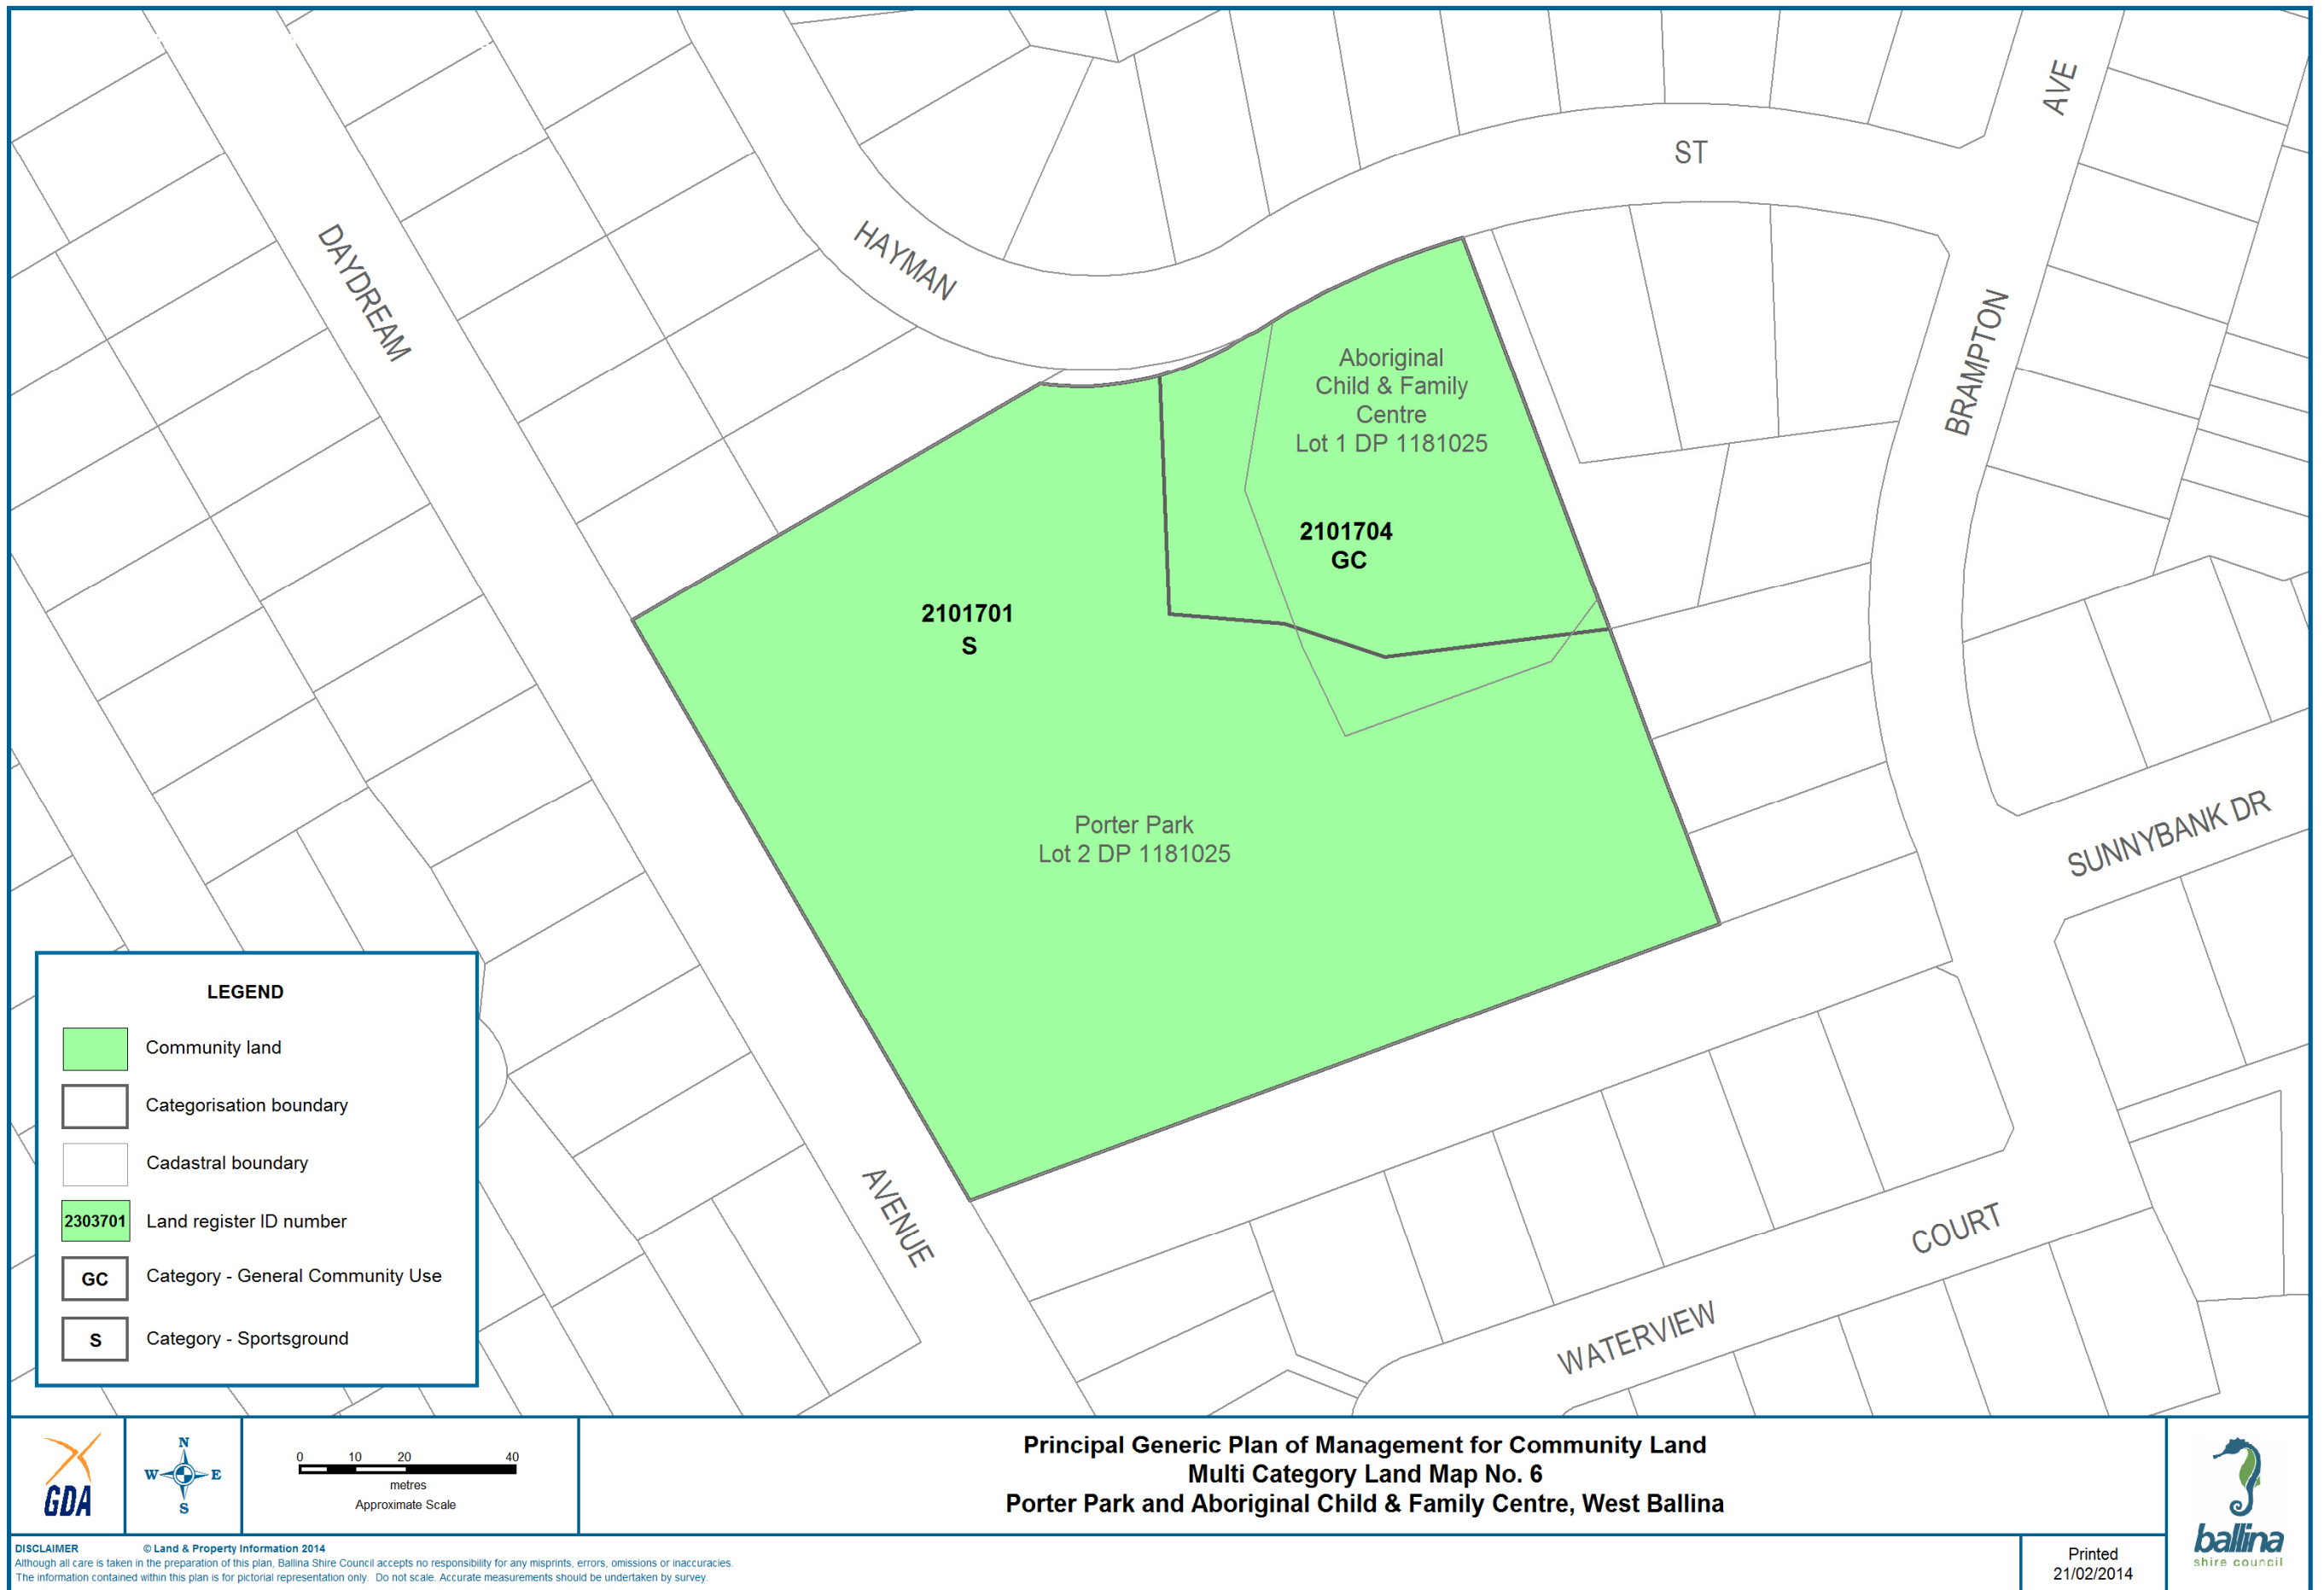 AVE
ST
DAYDREAM
HAYMAN
BRAMPTON
Aboriginal
Child & Family
Centre
Lot 1 DP 1181025
2101704
GC
2101701
S
Porter Park
Lot 2 DP 1181025
SUNNYBANK DR
AVENUE
COURT
WATERVIEW
LEGEND
Community land
Categorisation boundary
Cadastral boundary
2303701 Land register ID number
GC Category - General Community Use
S Category - Sportsground
GDA
N
W E
S
0 10 20 40
metres
Approximate Scale
Principal Generic Plan of Management for Community Land
Multi Category Land Map No. 6
Porter Park and Aboriginal Child & Family Centre, West Ballina
ballina
shire council
DISCLAIMER © Land & Property Information 2014
Although all care is taken in the preparation of this plan, Ballina Shire Council accepts no responsibility for any misprints, errors, omissions or inaccuracies.
The information contained within this plan is for pictorial representation only. Do not scale. Accurate measurements should be undertaken by survey.
Printed
21/02/2014